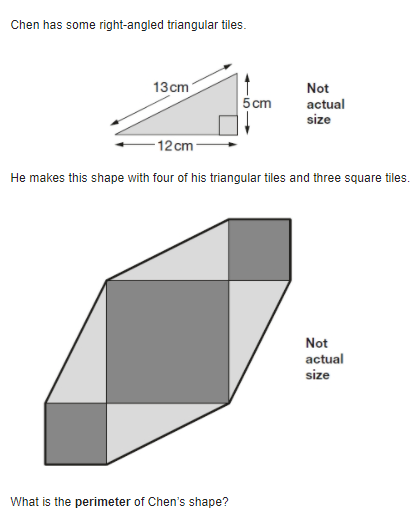 Chen has some right-angled triangular tiles.
13cm
5cm
12cm
Not
actual
size
He makes this shape with four of his triangular tiles and three square tiles.
Not
actual
size
What is the perimeter of Chen's shape?